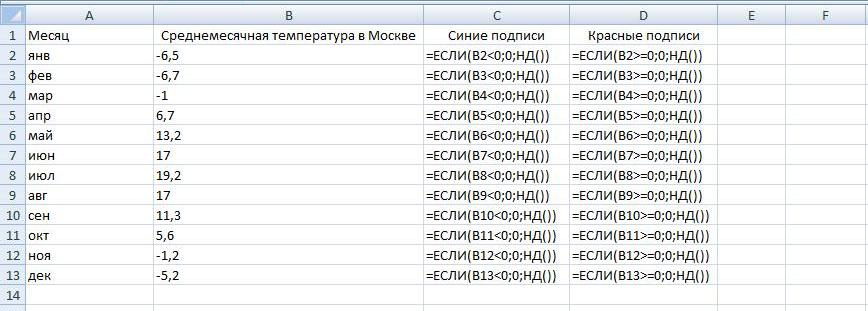 A B C D E F
1 Месяц Среднемесячная температура в Москве Синие подписи Красные подписи
2 янв -6,5 =ЕСЛИ(B2<0;0;НД()) =ЕСЛИ(B2>=0;0;НД())
3 фев -6,7 =ЕСЛИ(B3<0;0;НД()) =ЕСЛИ(B3>=0;0;НД())
4 мар -1 =ЕСЛИ(B4<0;0;НД()) =ЕСЛИ(B4>=0;0;НД())
5 апр 6,7 =ЕСЛИ(B5<0;0;НД()) =ЕСЛИ(B5>=0;0;НД())
6 май 13,2 =ЕСЛИ(B6<0;0;НД()) =ЕСЛИ(B6>=0;0;НД())
7 июн 17 =ЕСЛИ(B7<0;0;НД()) =ЕСЛИ(B7>=0;0;НД())
8 июл 19,2 =ЕСЛИ(B8<0;0;НД()) =ЕСЛИ(B8>=0;0;НД())
9 авг 17 =ЕСЛИ(B9<0;0;НД()) =ЕСЛИ(B9>=0;0;НД())
10 сен 11,3 =ЕСЛИ(B10<0;0;НД()) =ЕСЛИ(B10>=0;0;НД())
11 окт 5,6 =ЕСЛИ(B11<0;0;НД()) =ЕСЛИ(B11>=0;0;НД())
12 ноя -1,2 =ЕСЛИ(B12<0;0;НД()) =ЕСЛИ(B12>=0;0;НД())
13 дек -5,2 =ЕСЛИ(B13<0;0;НД()) =ЕСЛИ(B13>=0;0;НД())
14